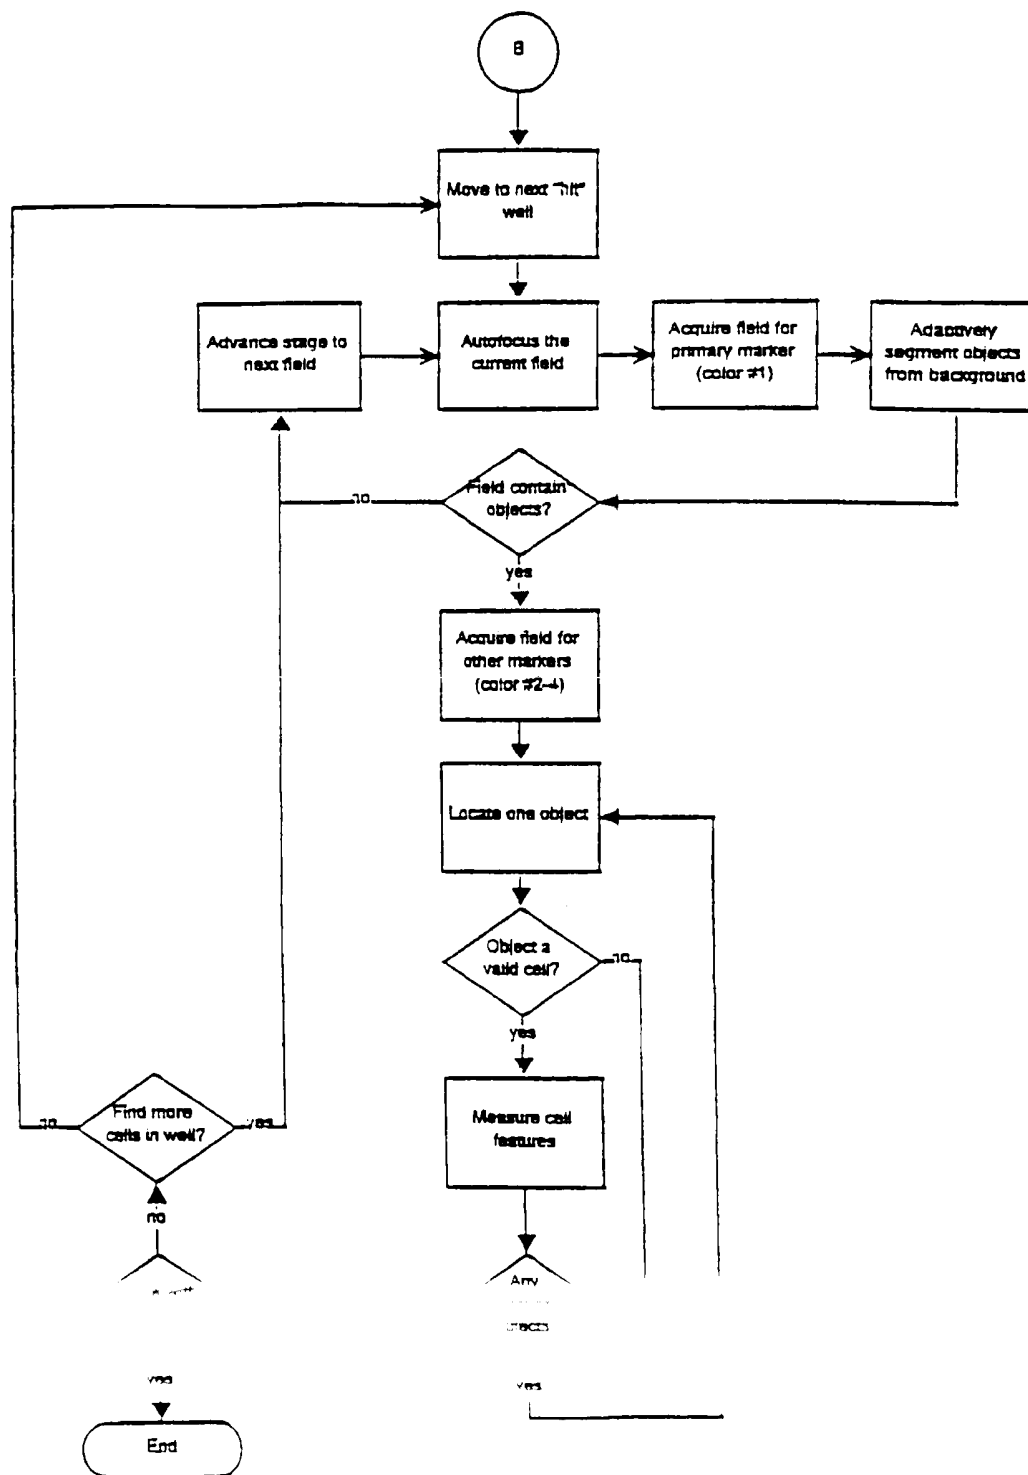 B
Move to next "hit"
well
Advance stage to
next field
Autofocus the
current field
Acquire field for
primary marker
(color #1)
Adaptively
segment objects
from background
no
Field contain
objects?
yes
Acquire field for
other markers
(color #2-4)
Locate one object
Object a
valid cell?
no
yes
Measure cell
features
no
Find more
cells in well?
yes
no
Any
yes
yes
End